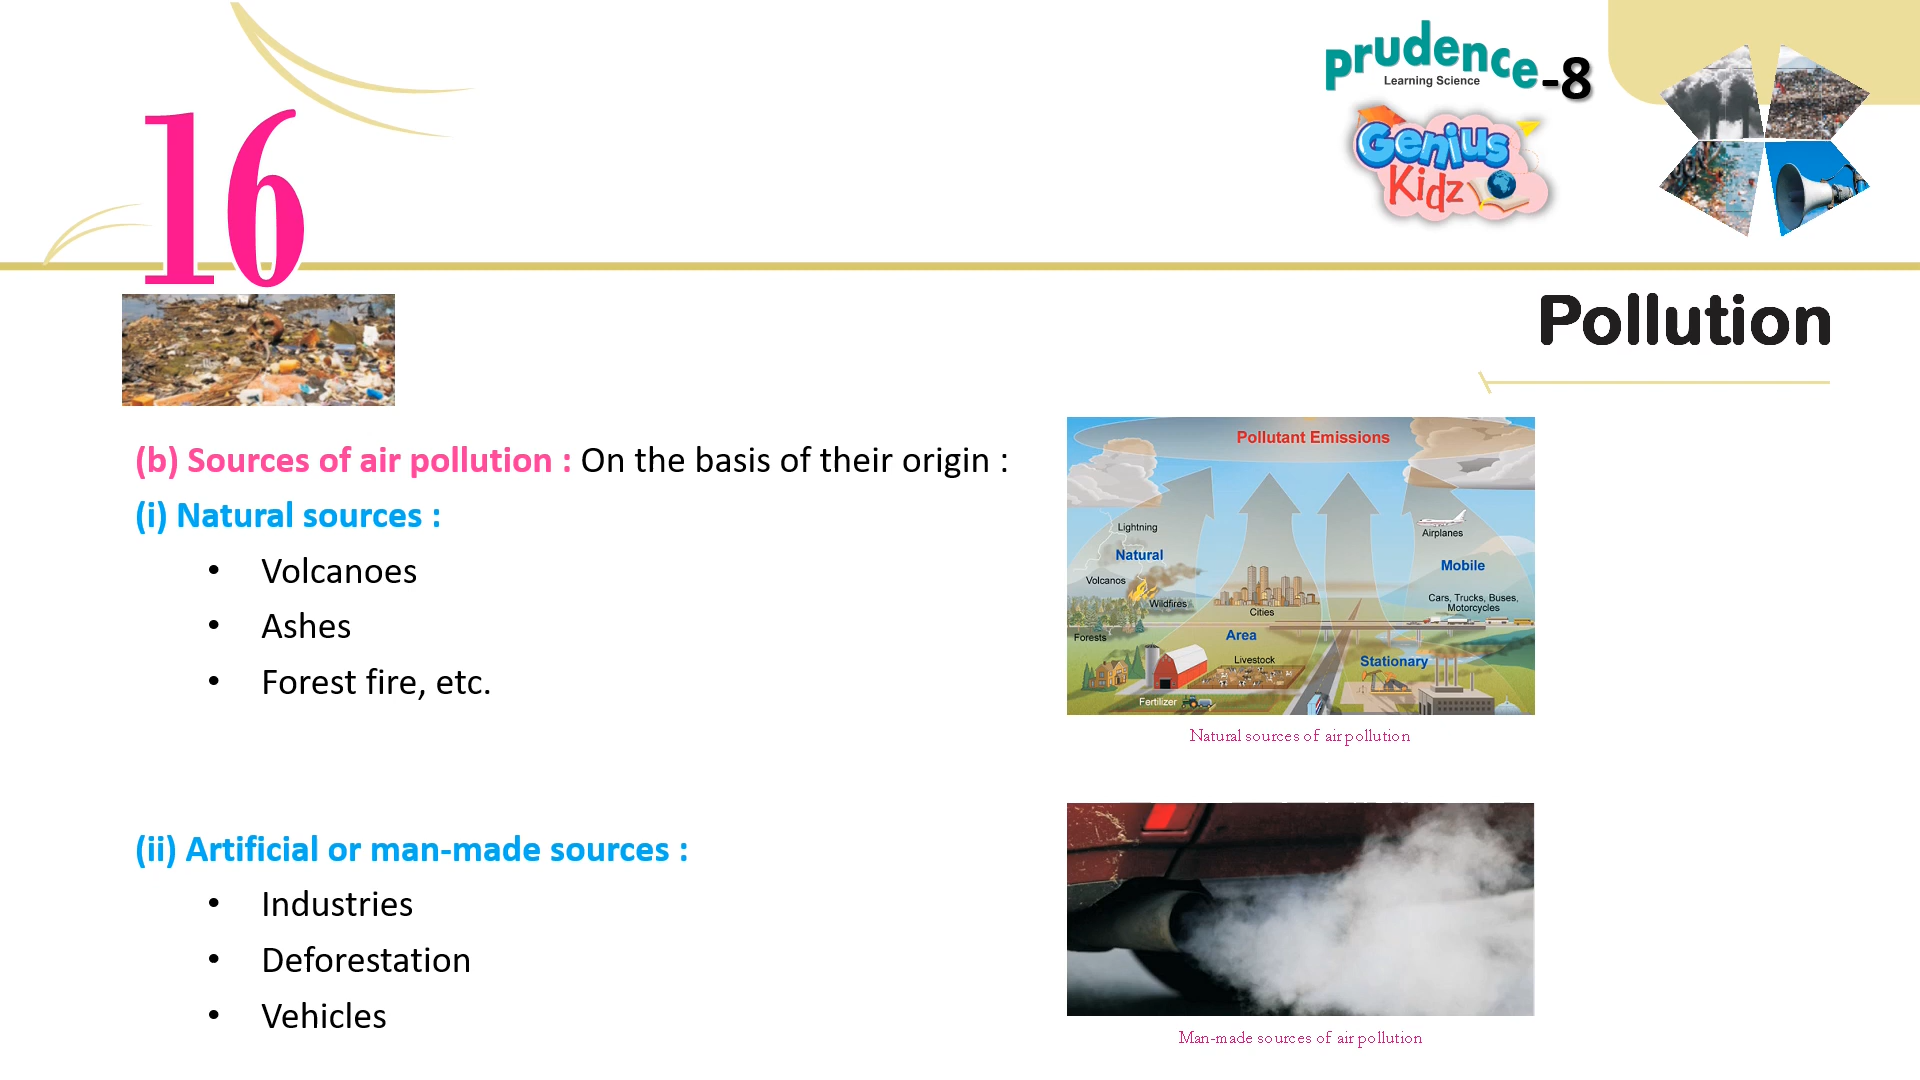 prudence-8
Learning Science
Genius
Kidz
16
Pollution
(b) Sources of air pollution : On the basis of their origin :
(i) Natural sources :
• Volcanoes
• Ashes
• Forest fire, etc.
Pollutant Emissions
Lightning
Natural
Volcanos
Wildfires
Forests
Cities
Area
Livestock
Fertilizer
Airplanes
Mobile
Cars, Trucks, Buses,
Motorcycles
Stationary
Natural sources of air pollution
(ii) Artificial or man-made sources :
• Industries
• Deforestation
• Vehicles
Man-made sources of air pollution